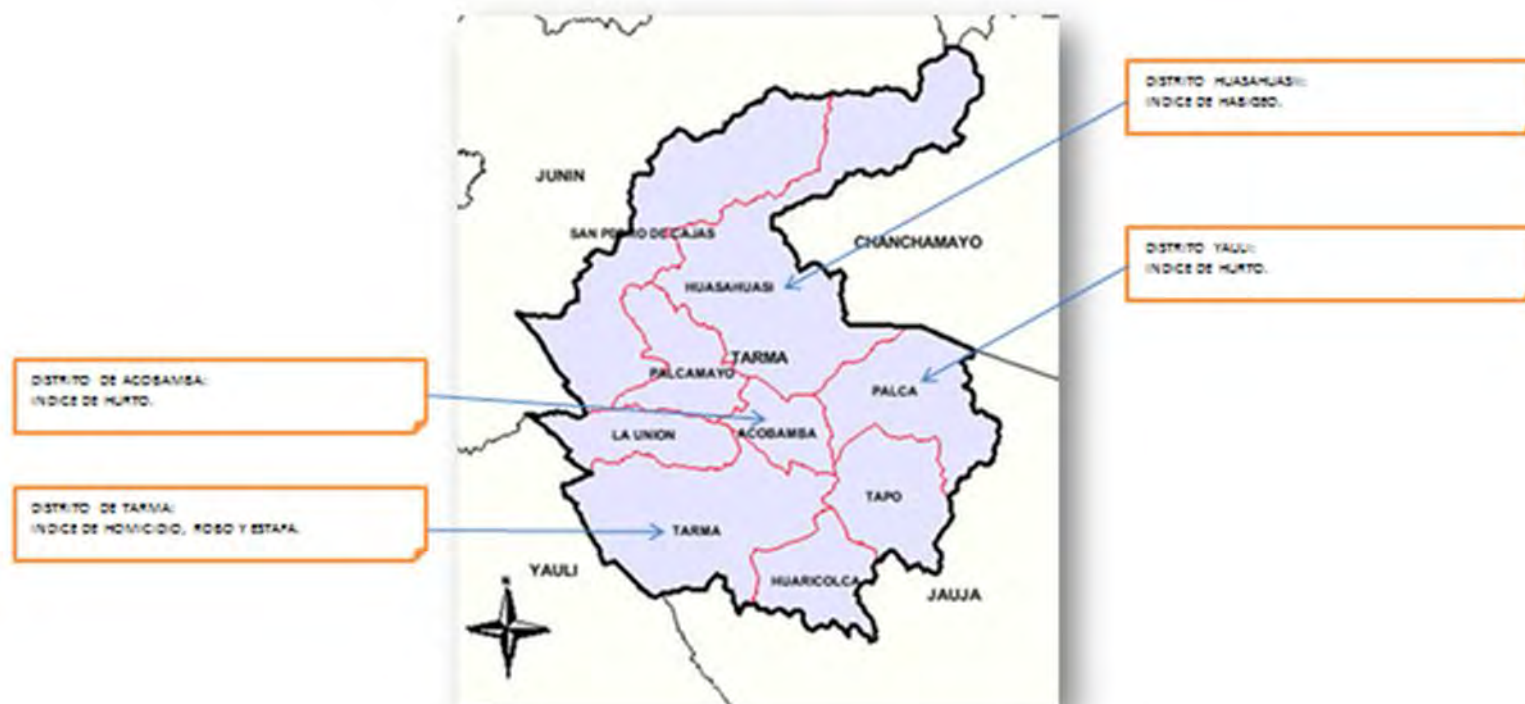 DISTRITO HUASAHUASI:
INDICE DE HABIGEO.
JUNIN
SAN PEDRO DE CAJAS
CHANCHAMAYO
DISTRITO YAULI:
INDICE DE HURTO.
HUASAHUASI
TARMA
DISTRITO DE ACOBAMBA:
INDICE DE HURTO.
PALCAMAYO
PALCA
LA UNION
ACOBAMBA
DISTRITO DE TARMA:
INDICE DE HOMICIDIO, ROBO Y ESTAFA.
TAPO
TARMA
YAULI
HUARICOLCA
JAUJA
N